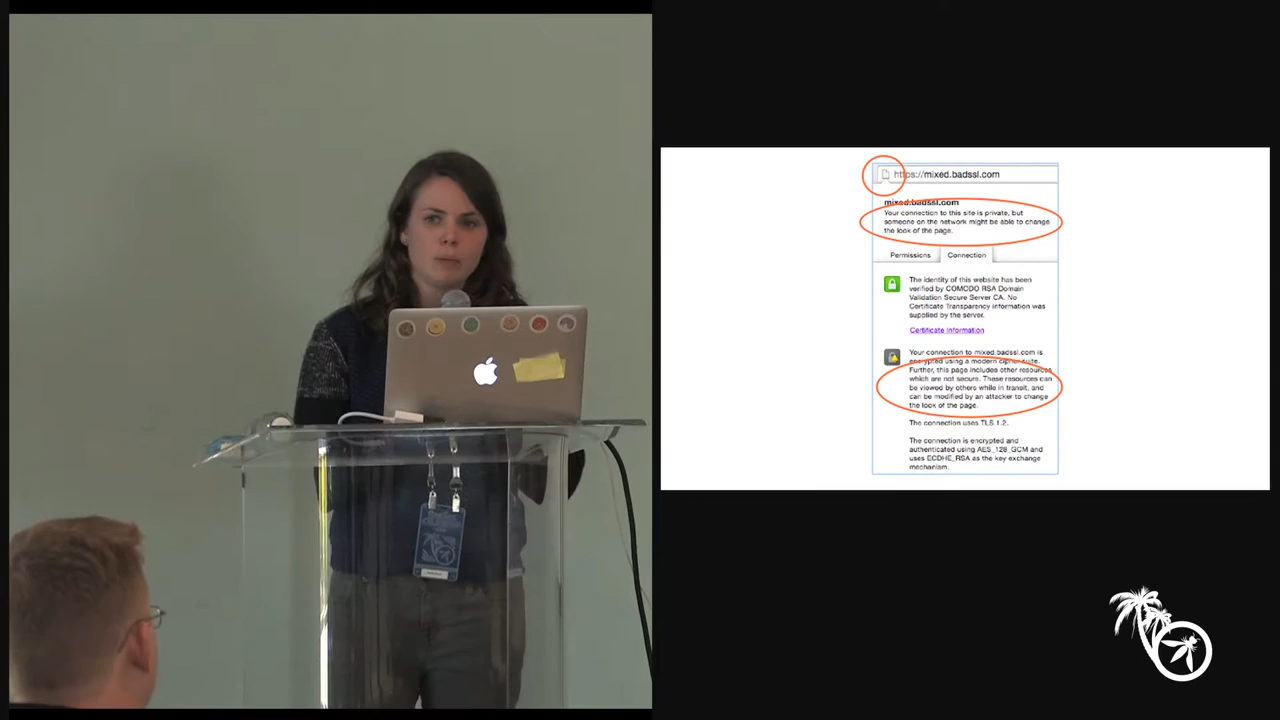 https://mixed.badssl.com
mixed.badssl.com
Your connection to this site is private, but
someone on the network might be able to change
the look of the page.
Permissions Connection
The identity of this website has been
verified by COMODO RSA Domain
Validation Secure Server CA. No
Certificate Transparency information was
supplied by the server.
Certificate Information
Your connection to mixed.badssl.com is
encrypted using a modern cipher suite.
Further, this page includes other resources
which are not secure. These resources can
be viewed by others while in transit, and
can be modified by an attacker to change
the look of the page.
The connection uses TLS 1.2.
The connection is encrypted and
authenticated using AES_128_GCM and
uses ECDHE_RSA as the key exchange
mechanism.